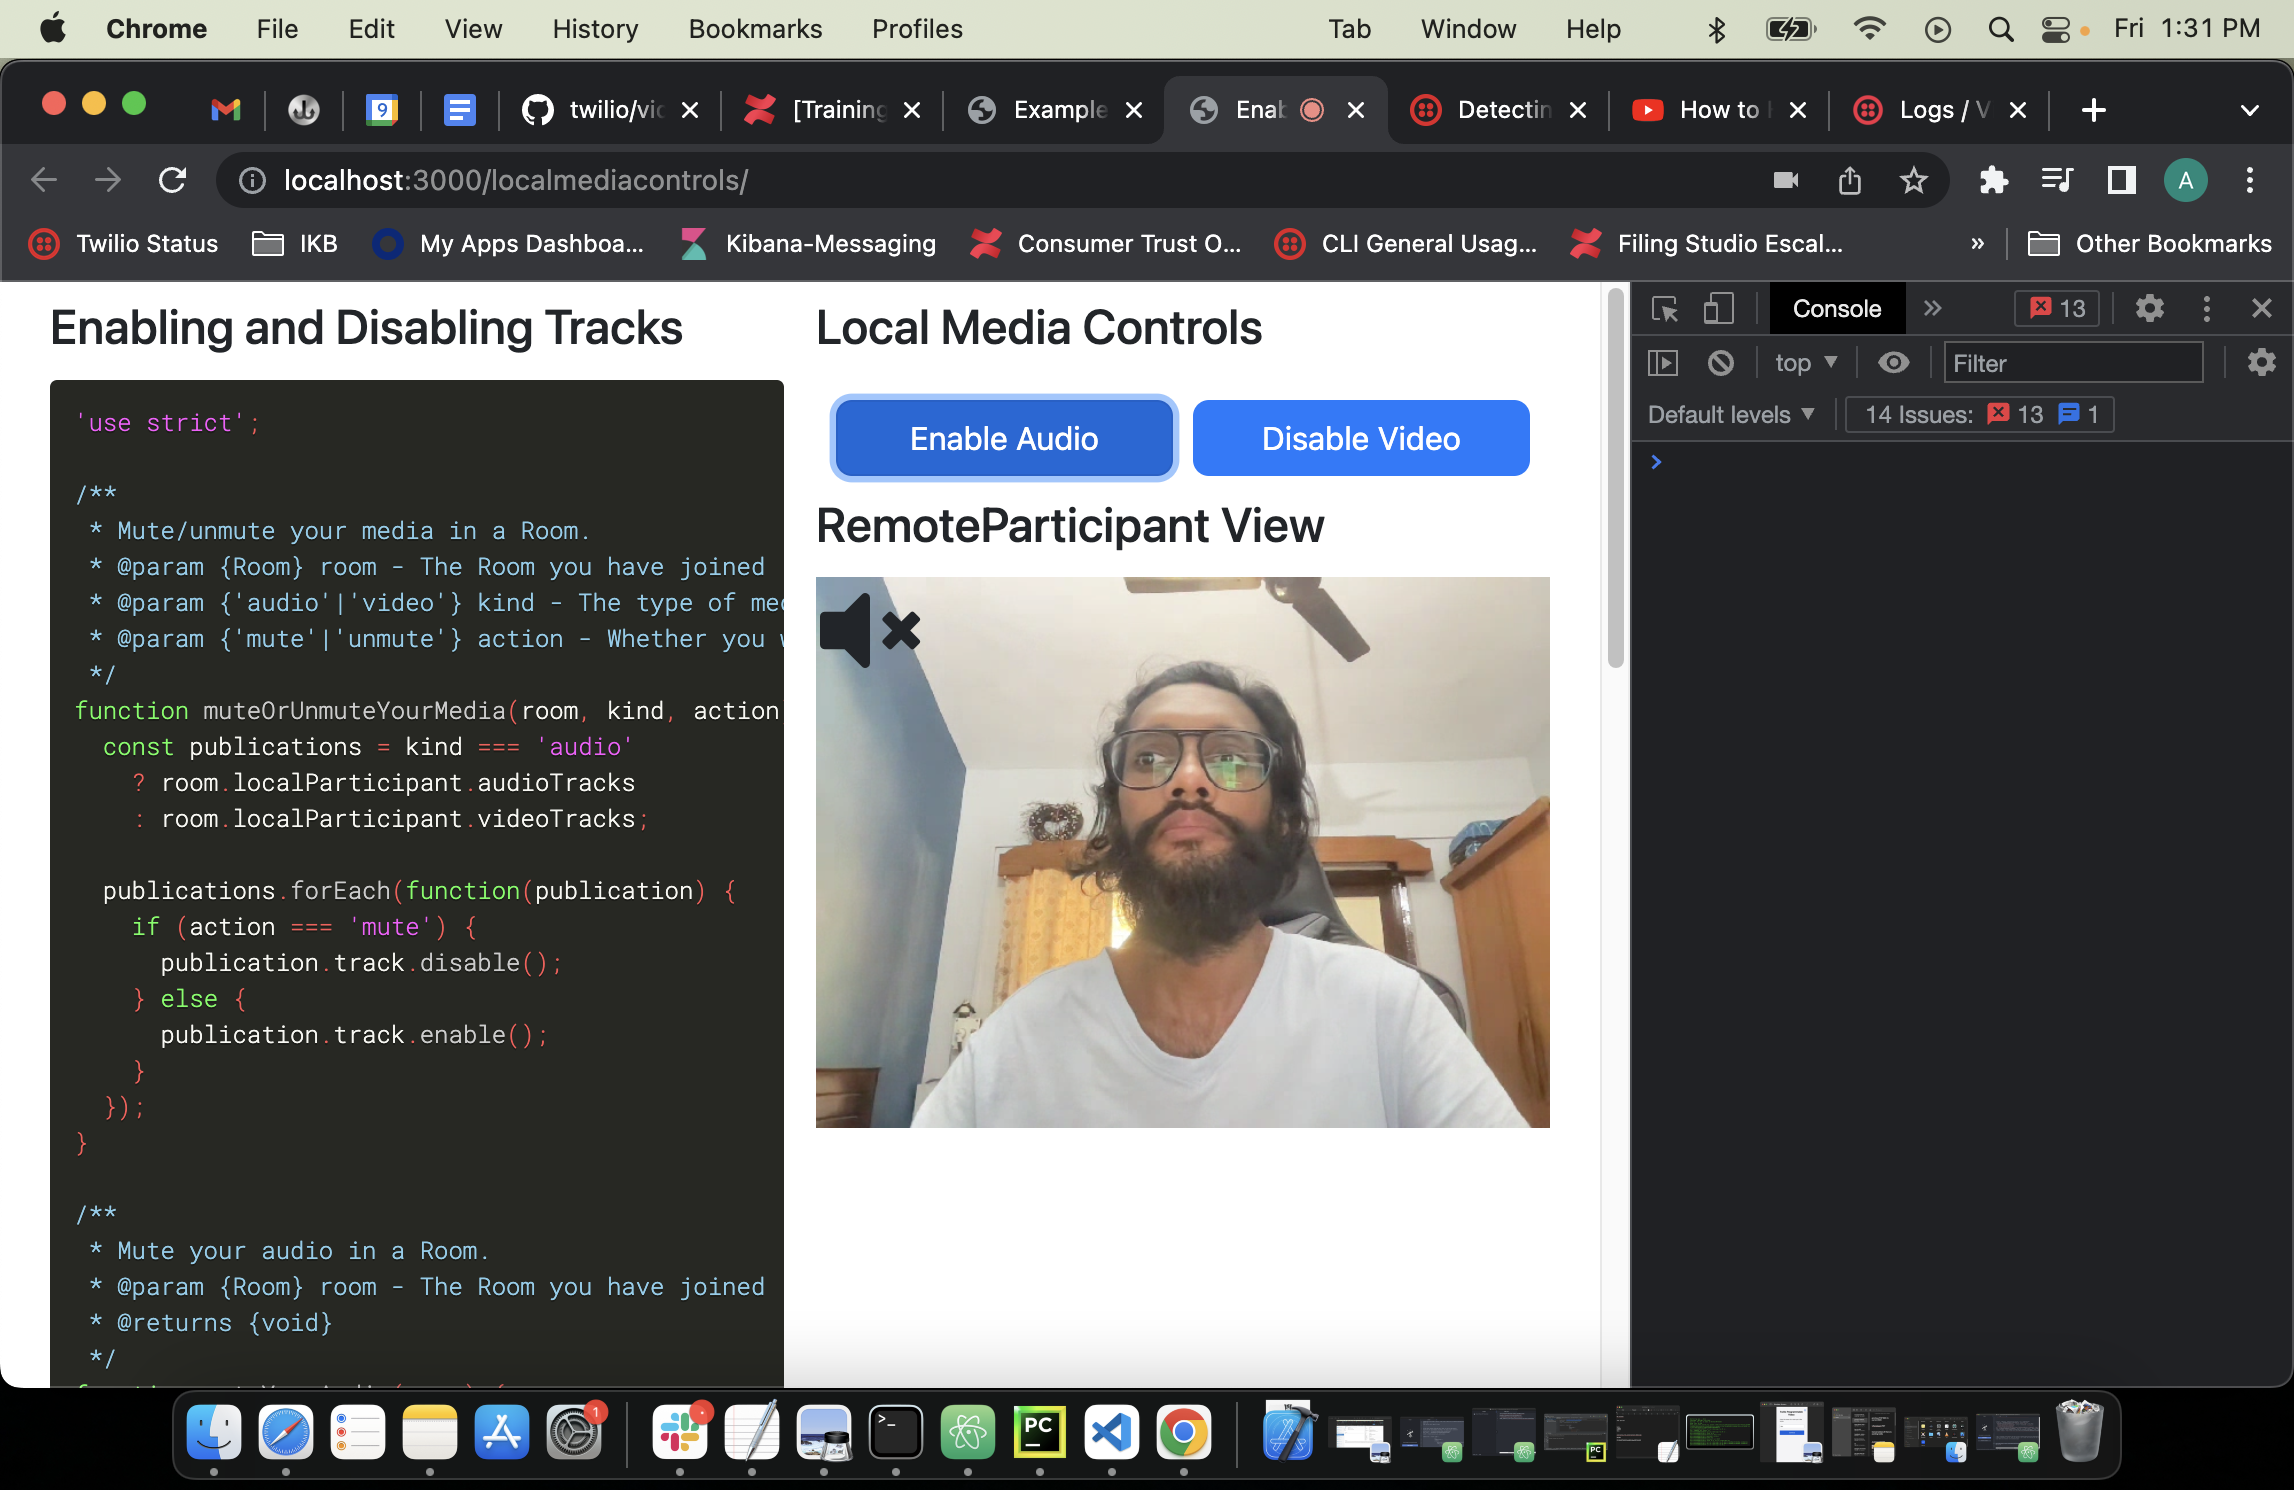 Chrome File Edit View History Bookmarks Profiles Tab Window Help Fri 1:31 PM
9 twilio/vid [Training Example Enab Detectin How to Logs / V
localhost:3000/localmediacontrols/ A
Twilio Status IKB My Apps Dashboa... Kibana-Messaging Consumer Trust O... CLI General Usag... Filing Studio Escal... » Other Bookmarks
Enabling and Disabling Tracks
'use strict';
/**
* Mute/unmute your media in a Room.
* @param {Room} room - The Room you have joined
* @param {'audio'|'video'} kind - The type of med
* @param {'mute'|'unmute'} action - Whether you w
*/
function muteOrUnmuteYourMedia(room, kind, action
const publications = kind === 'audio'
? room.localParticipant.audioTracks
: room.localParticipant.videoTracks;
publications.forEach(function(publication) {
if (action === 'mute') {
publication.track.disable();
} else {
publication.track.enable();
}
});
}
/**
* Mute your audio in a Room.
* @param {Room} room - The Room you have joined
* @returns {void}
*/
Local Media Controls
Enable Audio Disable Video
RemoteParticipant View
Console » 13
top Filter
Default levels 14 Issues: 13 1
>
1
PC
PC